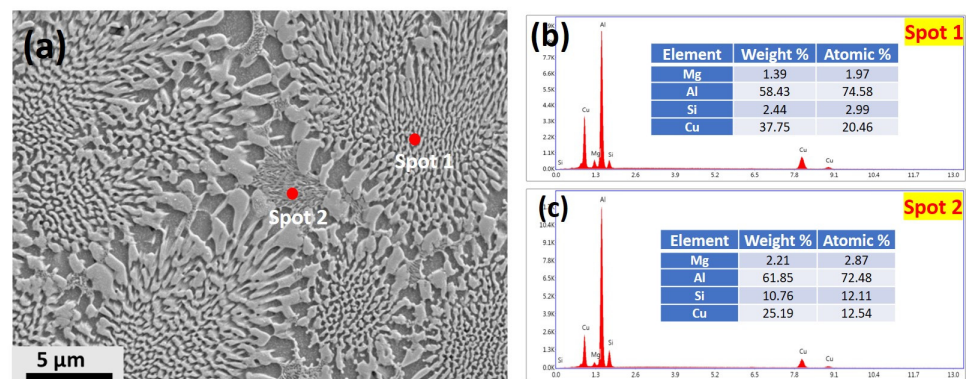 (a)
Spot 1
Spot 2
5 μm
(b)
Spot 1
Element Weight % Atomic %
Mg 1.39 1.97
Al 58.43 74.58
Si 2.44 2.99
Cu 37.75 20.46
Al
7.7K
6.6K
5.5K
4.4K
3.3K
2.2K
1.1K
0.0K
Si Cu Mg Si Cu Cu
0.0 1.3 2.6 3.9 5.2 6.5 7.8 9.1 10.4 11.7 13.0
(c)
Spot 2
Element Weight % Atomic %
Mg 2.21 2.87
Al 61.85 72.48
Si 10.76 12.11
Cu 25.19 12.54
Al
9.1K
7.8K
6.5K
5.2K
3.9K
2.6K
1.3K
0.0K
Si Cu Mg Si Cu Cu
0.0 1.3 2.6 3.9 5.2 6.5 7.8 9.1 10.4 11.7 13.0